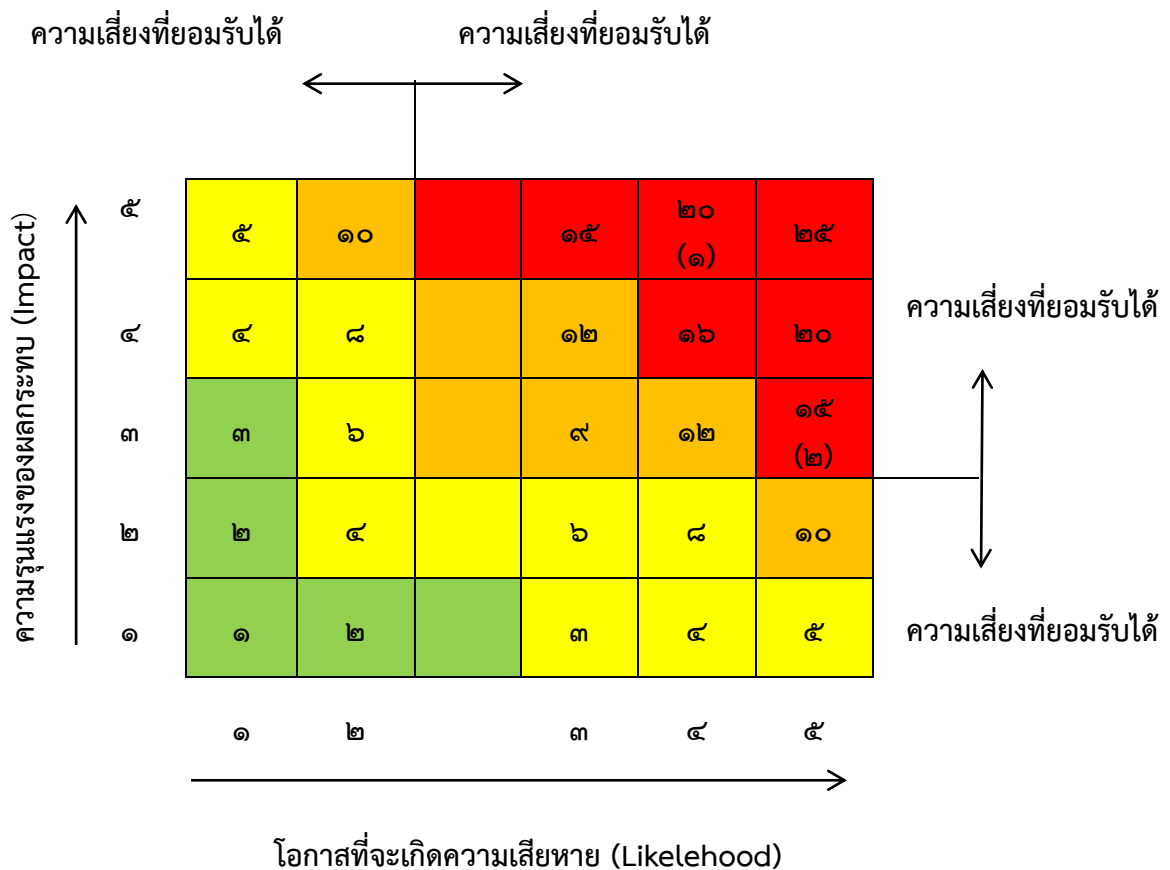 ความเสี่ยงที่ยอมรับได้ ความเสี่ยงที่ยอมรับได้
ความรุนแรงของผลกระทบ (Impact)
๕ ๕ ๑๐ ๑๕ ๒๐ ๒๕
(๑)
ความเสี่ยงที่ยอมรับได้
๔ ๔ ๘ ๑๒ ๑๖ ๒๐
๓ ๓ ๖ ๙ ๑๒ ๑๕
(๒)
๒ ๒ ๔ ๖ ๘ ๑๐
๑ ๑ ๒ ๓ ๔ ๕ ความเสี่ยงที่ยอมรับได้
๑ ๒ ๓ ๔ ๕
โอกาสที่จะเกิดความเสียหาย (Likelehood)